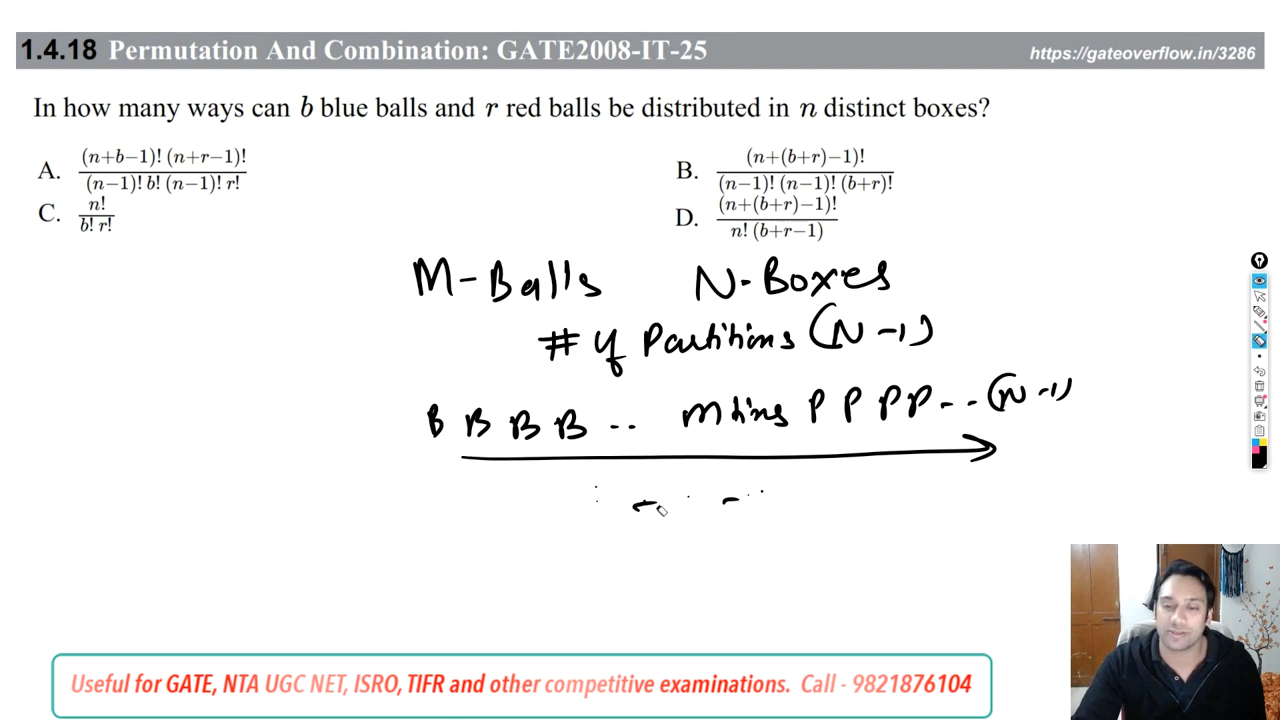 1.4.18 Permutation And Combination: GATE2008-IT-25 https://gateoverflow.in/3286
In how many ways can b blue balls and r red balls be distributed in n distinct boxes?
A. (n+b−1)! (n+r−1)! / (n−1)! b! (n−1)! r!
B. (n+(b+r)−1)! / (n−1)! (n−1)! (b+r)!
C. n! / b! r!
D. (n+(b+r)−1)! / n! (b+r−1)
M-Balls N-Boxes
# of Partitions (N-1)
B B B B .. M times P P P P - - (N-1)
Useful for GATE, NTA UGC NET, ISRO, TIFR and other competitive examinations. Call - 9821876104